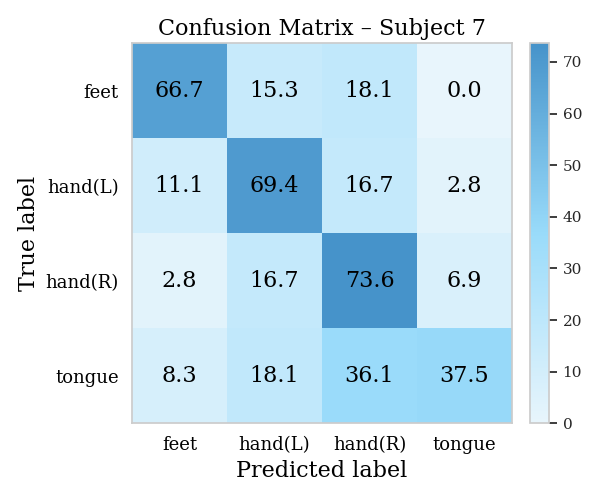 Confusion Matrix – Subject 7
feet 66.7 15.3 18.1 0.0
hand(L) 11.1 69.4 16.7 2.8
hand(R) 2.8 16.7 73.6 6.9
tongue 8.3 18.1 36.1 37.5
feet hand(L) hand(R) tongue
Predicted label
True label
70
60
50
40
30
20
10
0